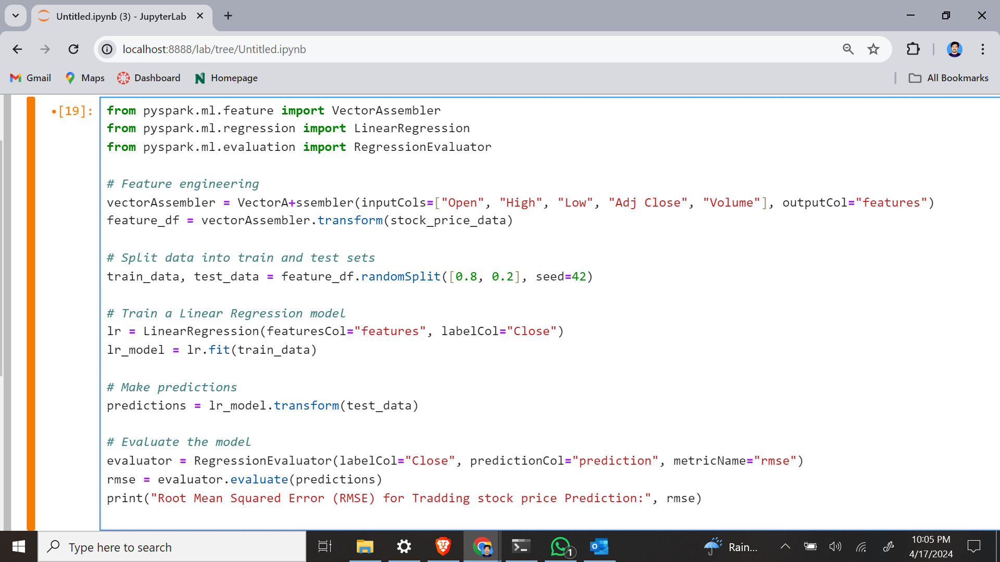 Untitled.ipynb (3) - JupyterLab
localhost:8888/lab/tree/Untitled.ipynb
Gmail Maps Dashboard Homepage All Bookmarks
[19]:
from pyspark.ml.feature import VectorAssembler
from pyspark.ml.regression import LinearRegression
from pyspark.ml.evaluation import RegressionEvaluator
# Feature engineering
vectorAssembler = VectorA+ssembler(inputCols=["Open", "High", "Low", "Adj Close", "Volume"], outputCol="features")
feature_df = vectorAssembler.transform(stock_price_data)
# Split data into train and test sets
train_data, test_data = feature_df.randomSplit([0.8, 0.2], seed=42)
# Train a Linear Regression model
lr = LinearRegression(featuresCol="features", labelCol="Close")
lr_model = lr.fit(train_data)
# Make predictions
predictions = lr_model.transform(test_data)
# Evaluate the model
evaluator = RegressionEvaluator(labelCol="Close", predictionCol="prediction", metricName="rmse")
rmse = evaluator.evaluate(predictions)
print("Root Mean Squared Error (RMSE) for Tradding stock price Prediction:", rmse)
Type here to search
1
Rain...
10:05 PM
4/17/2024